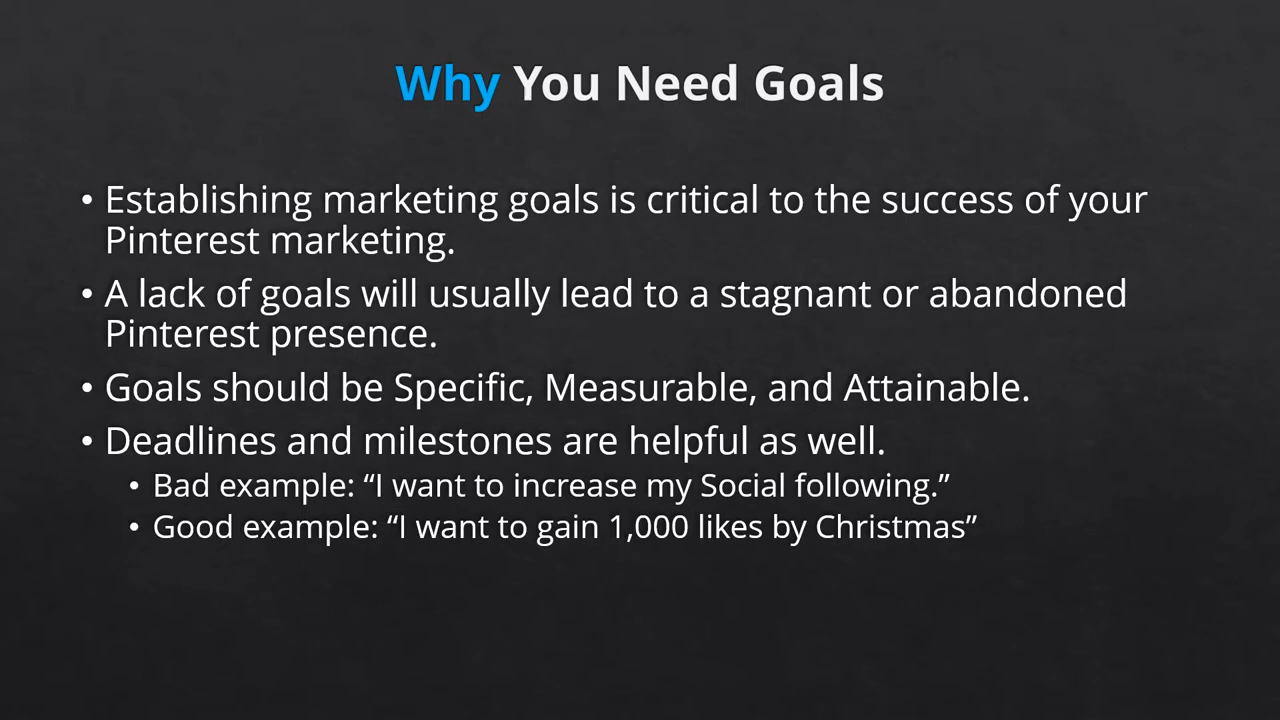 Why You Need Goals
• Establishing marketing goals is critical to the success of your
Pinterest marketing.
• A lack of goals will usually lead to a stagnant or abandoned
Pinterest presence.
• Goals should be Specific, Measurable, and Attainable.
• Deadlines and milestones are helpful as well.
• Bad example: “I want to increase my Social following.”
• Good example: “I want to gain 1,000 likes by Christmas”